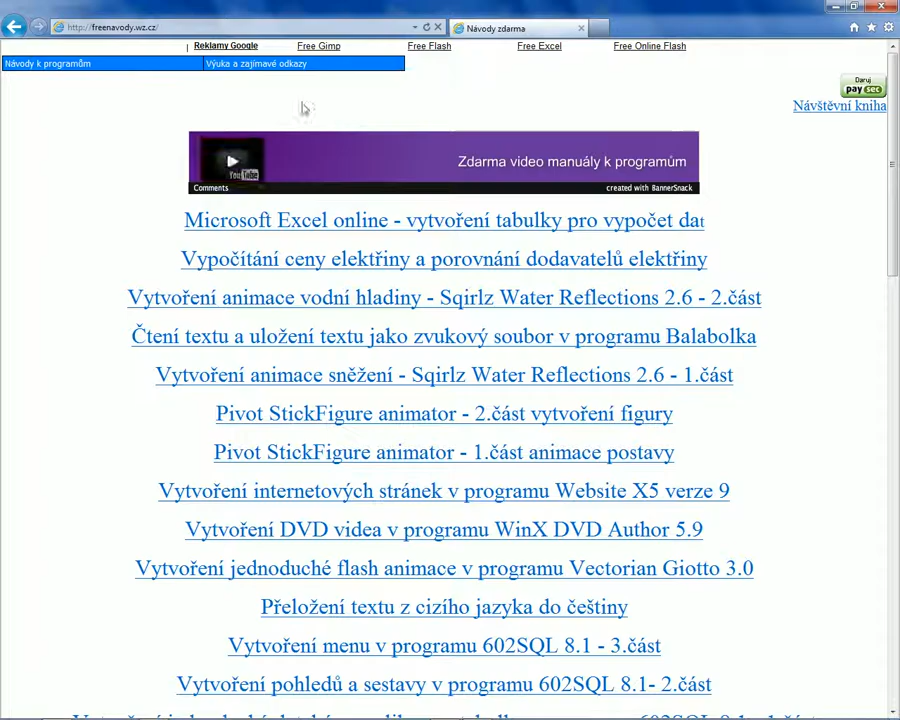 http://freenavody.wz.cz/
Návody zdarma
Reklamy Google
Free Gimp
Free Flash
Free Excel
Free Online Flash
Návody k programům
Výuka a zajímavé odkazy
Daruj
pay sec
Návštěvní kniha
You Tube
Zdarma video manuály k programům
Comments
created with BannerSnack
Microsoft Excel online - vytvoření tabulky pro vypočet dat
Vypočítání ceny elektřiny a porovnání dodavatelů elektřiny
Vytvoření animace vodní hladiny - Sqirlz Water Reflections 2.6 - 2.část
Čtení textu a uložení textu jako zvukový soubor v programu Balabolka
Vytvoření animace sněžení - Sqirlz Water Reflections 2.6 - 1.část
Pivot StickFigure animator - 2.část vytvoření figury
Pivot StickFigure animator - 1.část animace postavy
Vytvoření internetových stránek v programu Website X5 verze 9
Vytvoření DVD videa v programu WinX DVD Author 5.9
Vytvoření jednoduché flash animace v programu Vectorian Giotto 3.0
Přeložení textu z cizího jazyka do češtiny
Vytvoření menu v programu 602SQL 8.1 - 3.část
Vytvoření pohledů a sestavy v programu 602SQL 8.1- 2.část